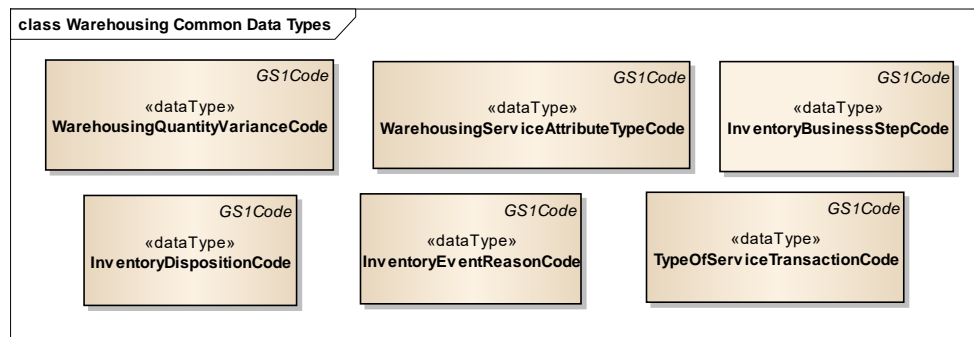 class Warehousing Common Data Types
GS1Code
«dataType»
WarehousingQuantityVarianceCode
GS1Code
«dataType»
WarehousingServiceAttributeTypeCode
GS1Code
«dataType»
InventoryBusinessStepCode
GS1Code
«dataType»
InventoryDispositionCode
GS1Code
«dataType»
InventoryEventReasonCode
GS1Code
«dataType»
TypeOfServiceTransactionCode